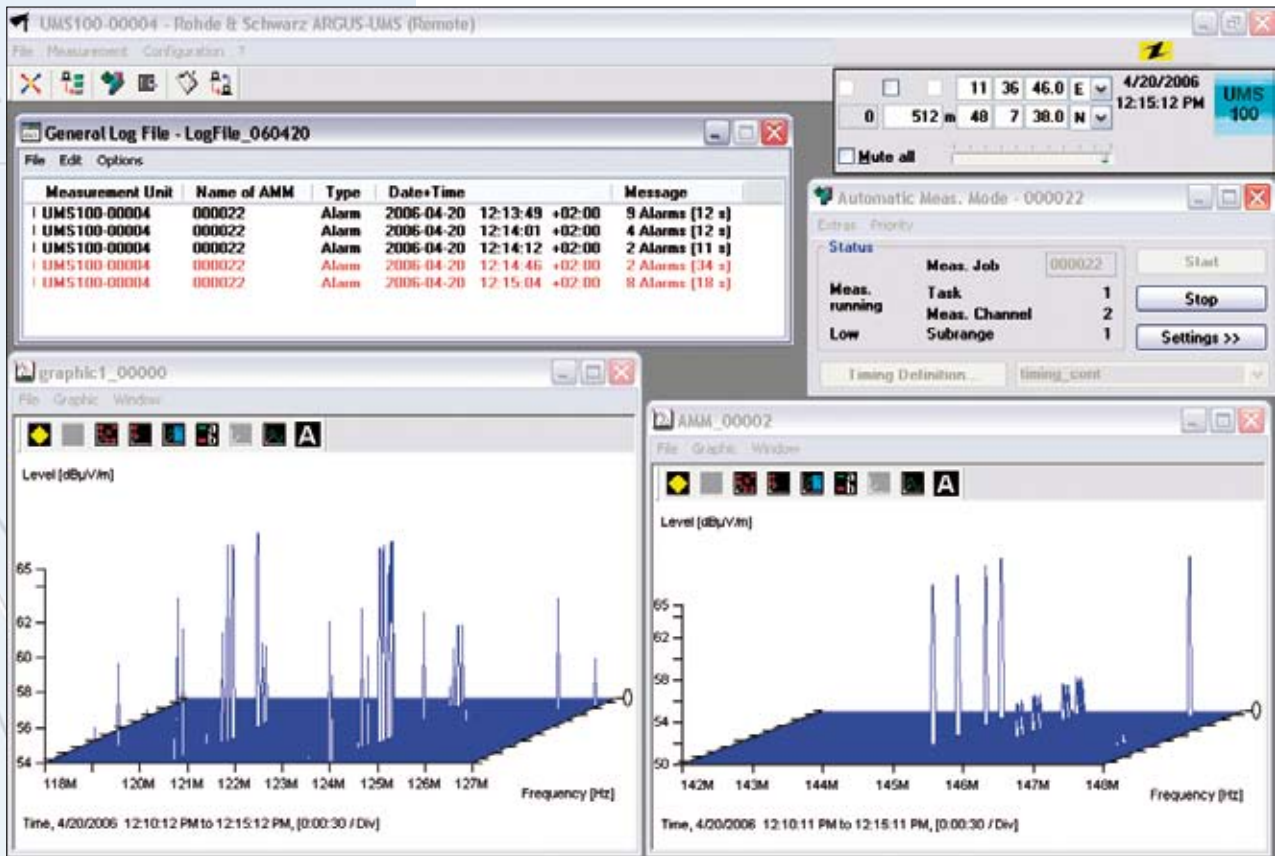 UMS100-00004 - Rohde & Schwarz ARGUS-UMS (Remote)
File Measurement Configuration ?
11 36 46.0 E
4/20/2006
12:15:12 PM
UMS
100
0 512 m 48 7 38.0 N
Mute all
General Log File - LogFile_060420
File Edit Options
Measurement Unit Name of AMM Type Date+Time Message
UMS100-00004 000022 Alarm 2006-04-20 12:13:49 +02:00 9 Alarms [12 s]
UMS100-00004 000022 Alarm 2006-04-20 12:14:01 +02:00 4 Alarms [12 s]
UMS100-00004 000022 Alarm 2006-04-20 12:14:12 +02:00 2 Alarms [11 s]
UMS100-00004 000022 Alarm 2006-04-20 12:14:46 +02:00 2 Alarms [34 s]
UMS100-00004 000022 Alarm 2006-04-20 12:15:04 +02:00 8 Alarms [18 s]
Automatic Meas. Mode - 000022
Extras Priority
Status
Meas. Job 000022 Start
Meas. running
Task 1
Stop
Meas. Channel 2
Low Subrange 1 Settings >>
Timing Definition... timing_cont
graphic1_00000
File Graphic Window
A
Level [dBµV/m]
65
62
60
58
56
54
118M 120M 121M 122M 123M 124M 125M 126M 127M
0
Frequency [Hz]
Time, 4/20/2006 12:10:12 PM to 12:15:12 PM, [0:00:30 / Div]
AMM_00002
File Graphic Window
A
Level [dBµV/m]
65
62
58
54
50
142M 143M 144M 145M 146M 147M 148M
0
Frequency [Hz]
Time, 4/20/2006 12:10:11 PM to 12:15:11 PM, [0:00:30 / Div]